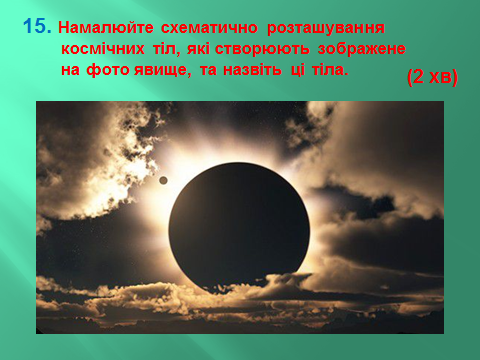 15. Намалюйте схематично розташування
космічних тіл, які створюють зображене
на фото явище, та назвіть ці тіла.
(2 хв)